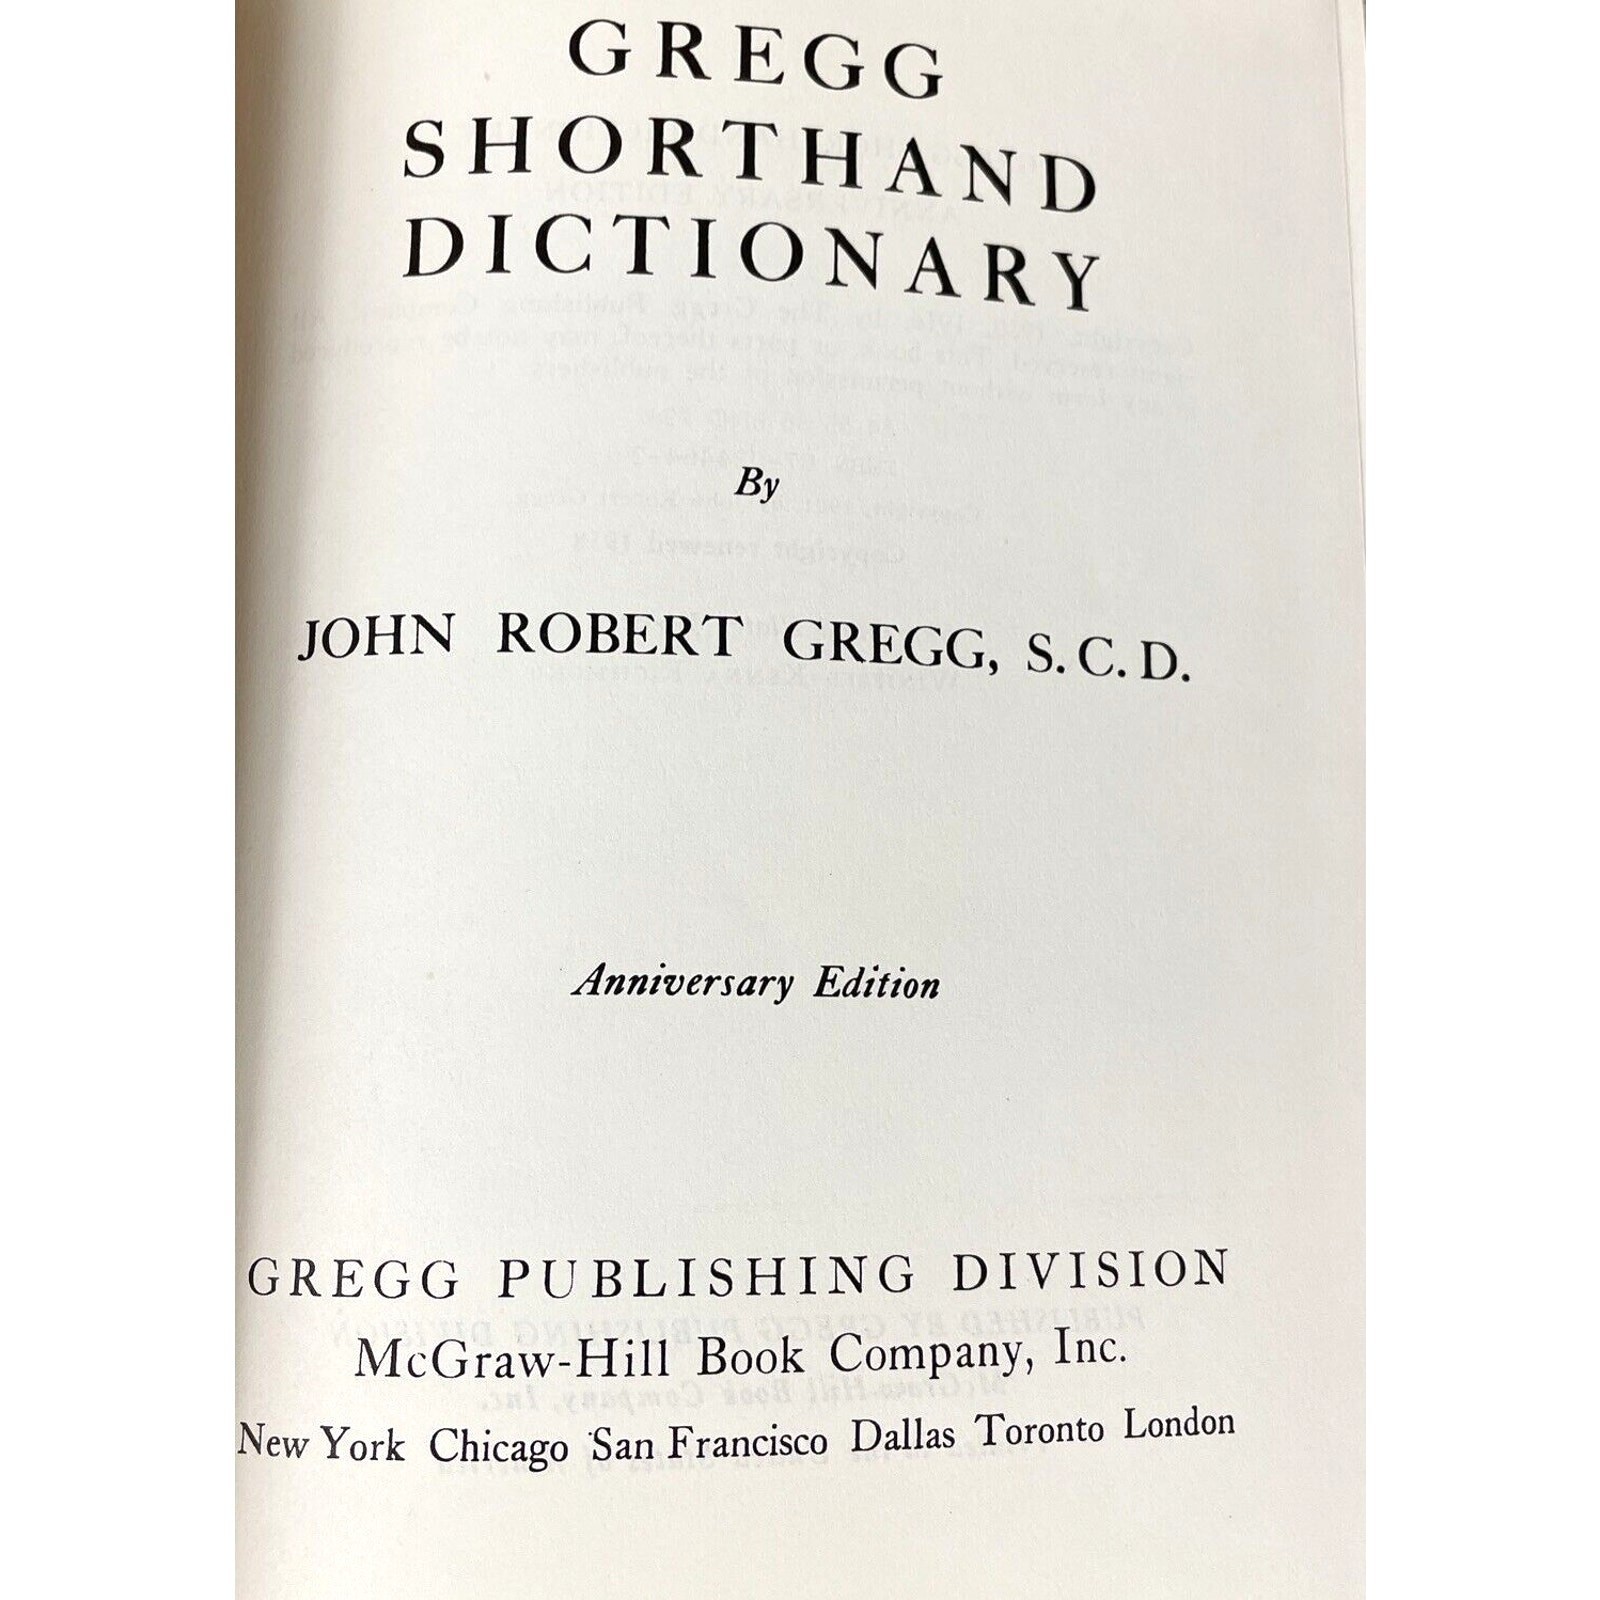 GREGG
SHORTHAND
DICTIONARY
By
JOHN ROBERT GREGG, S.C.D.
Anniversary Edition
GREGG PUBLISHING DIVISION
McGraw-Hill Book Company, Inc.
New York Chicago San Francisco Dallas Toronto London